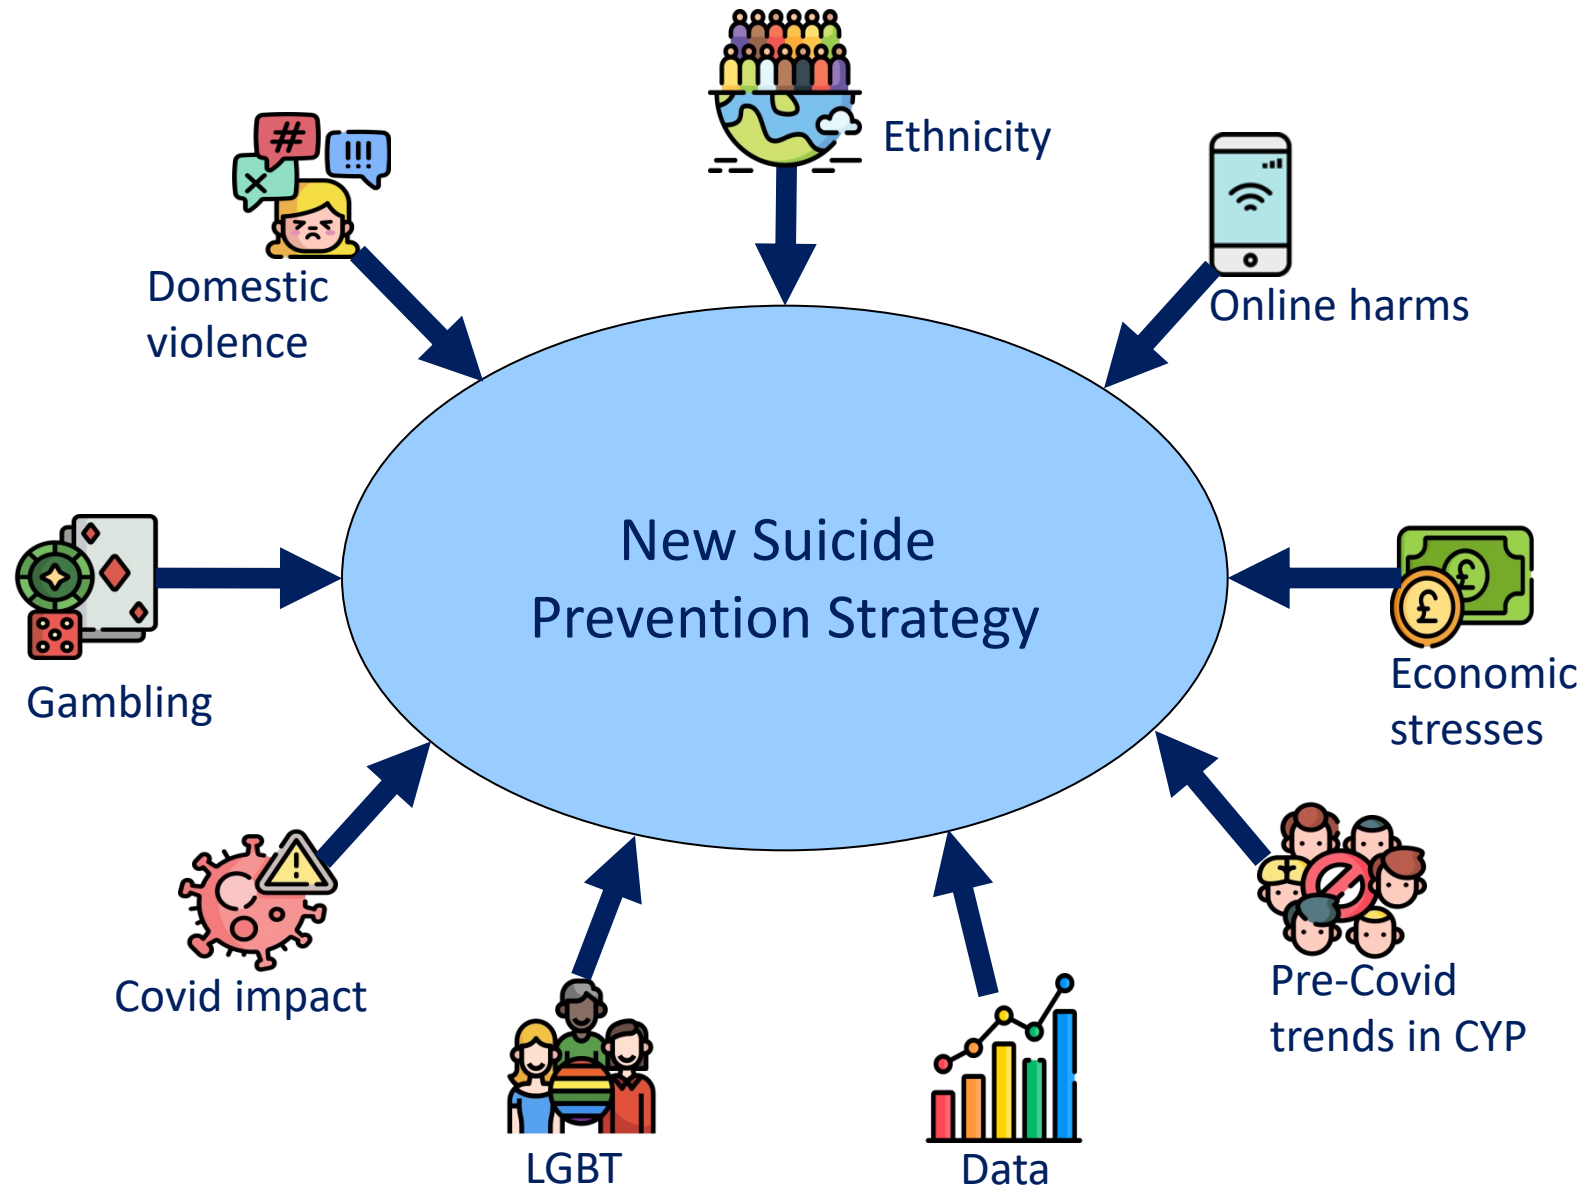 Ethnicity
Online harms
Domestic
violence
New Suicide
Prevention Strategy
Gambling
Economic
stresses
Covid impact
Pre-Covid
trends in CYP
LGBT
Data
#
!!!
x
£
£
!